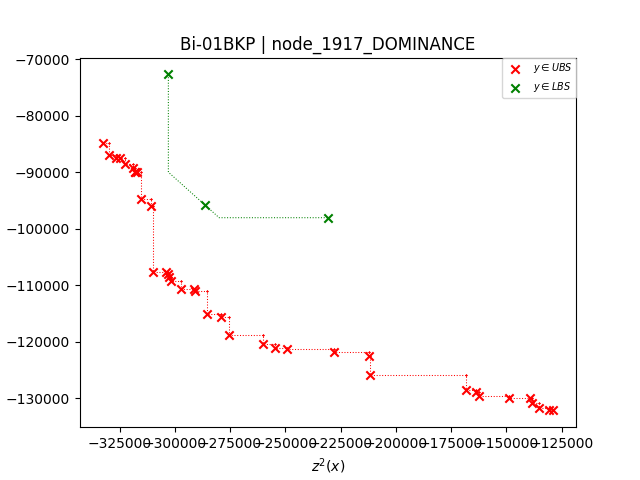 Bi-01BKP | node_1917_DOMINANCE
y ∈ UBS
y ∈ LBS
−70000
−80000
−90000
−100000
−110000
−120000
−130000
−325000 −300000 −275000 −250000 −225000 −200000 −175000 −150000 −125000
z²(x)